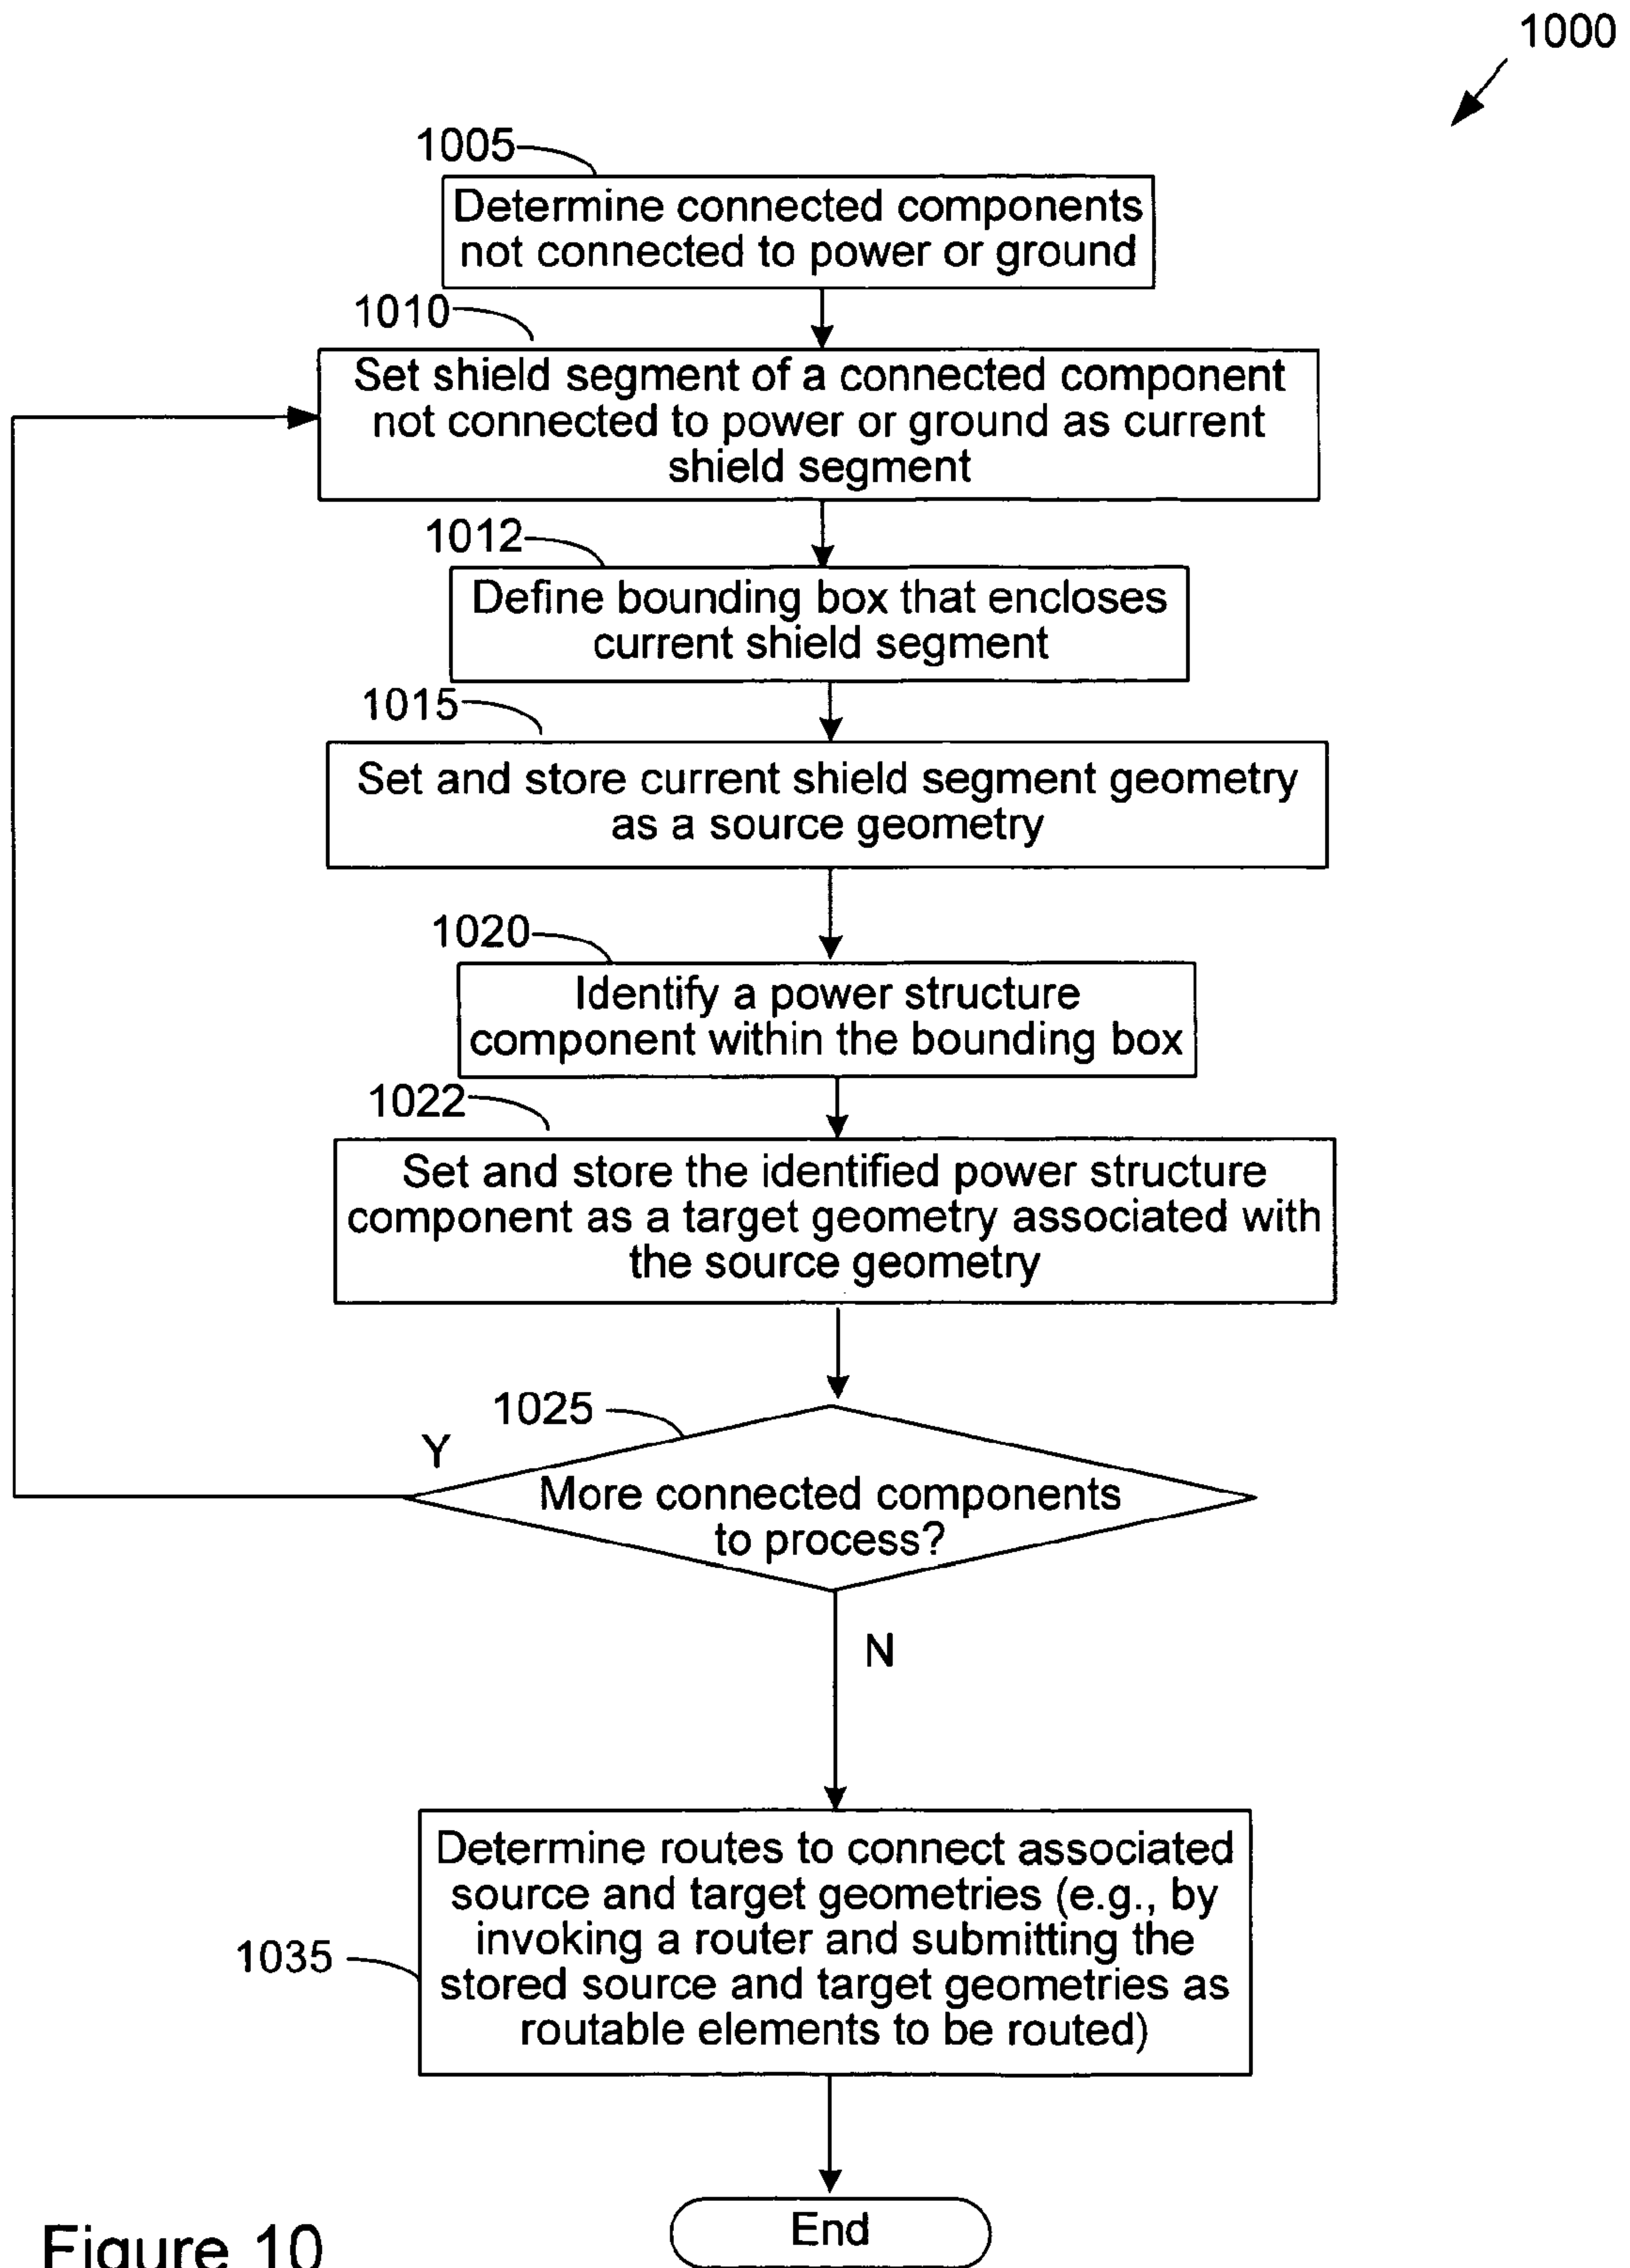 1000
1005
Determine connected components
not connected to power or ground
1010
Set shield segment of a connected component
not connected to power or ground as current
shield segment
1012
Define bounding box that encloses
current shield segment
1015
Set and store current shield segment geometry
as a source geometry
1020
Identify a power structure
component within the bounding box
1022
Set and store the identified power structure
component as a target geometry associated with
the source geometry
1025
Y
More connected components
to process?
N
1035
Determine routes to connect associated
source and target geometries (e.g., by
invoking a router and submitting the
stored source and target geometries as
routable elements to be routed)
End
Figure 10